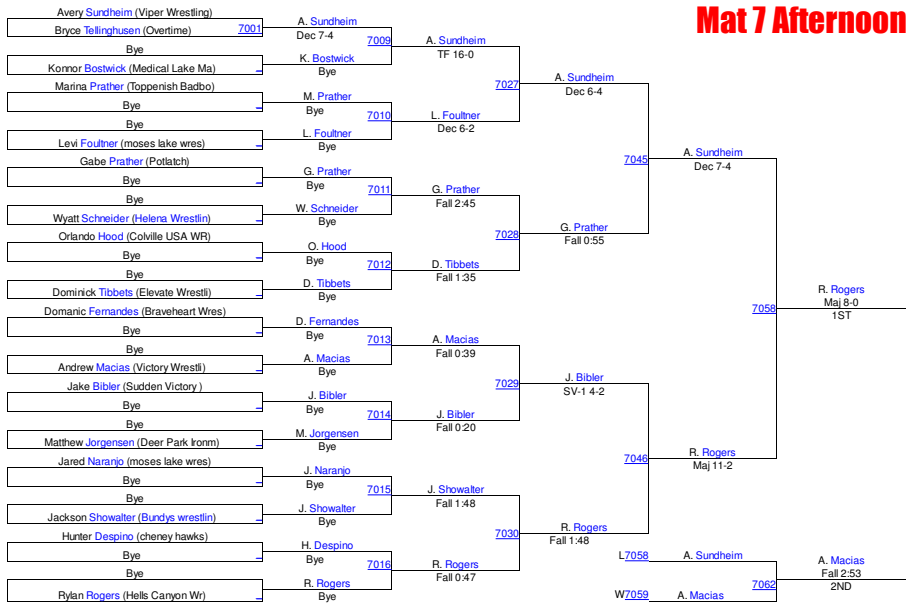 Mat 7 Afternoon
Avery Sundheim (Viper Wrestling)
Bryce Tellinghusen (Overtime)
7001
Bye
Konnor Bostwick (Medical Lake Ma)
Marina Prather (Toppenish Badbo)
Bye
Bye
Levi Foultner (moses lake wres)
Gabe Prather (Potlatch)
Bye
Bye
Wyatt Schneider (Helena Wrestlin)
Orlando Hood (Colville USA WR)
Bye
Bye
Dominick Tibbets (Elevate Wrestli)
Domanic Fernandes (Braveheart Wres)
Bye
Bye
Andrew Macias (Victory Wrestli)
Jake Bibler (Sudden Victory )
Bye
Bye
Matthew Jorgensen (Deer Park Ironm)
Jared Naranjo (moses lake wres)
Bye
Bye
Jackson Showalter (Bundys wrestlin)
Hunter Despino (cheney hawks)
Bye
Bye
Rylan Rogers (Hells Canyon Wr)
A. Sundheim
Dec 7-4
7009
K. Bostwick
Bye
M. Prather
Bye
7010
L. Foultner
Bye
G. Prather
Bye
7011
W. Schneider
Bye
O. Hood
Bye
7012
D. Tibbets
Bye
D. Fernandes
Bye
7013
A. Macias
Bye
J. Bibler
Bye
7014
M. Jorgensen
Bye
J. Naranjo
Bye
7015
J. Showalter
Bye
H. Despino
Bye
7016
R. Rogers
Bye
A. Sundheim
TF 16-0
7027
L. Foultner
Dec 6-2
G. Prather
Fall 2:45
7028
D. Tibbets
Fall 1:35
A. Macias
Fall 0:39
7029
J. Bibler
Fall 0:20
J. Showalter
Fall 1:48
7030
R. Rogers
Fall 0:47
A. Sundheim
Dec 6-4
7045
G. Prather
Fall 0:55
J. Bibler
SV-1 4-2
7046
R. Rogers
Fall 1:48
A. Sundheim
Dec 7-4
7058
R. Rogers
Maj 11-2
R. Rogers
Maj 8-0
1ST
L7058 A. Sundheim
7062
W7059 A. Macias
A. Macias
Fall 2:53
2ND